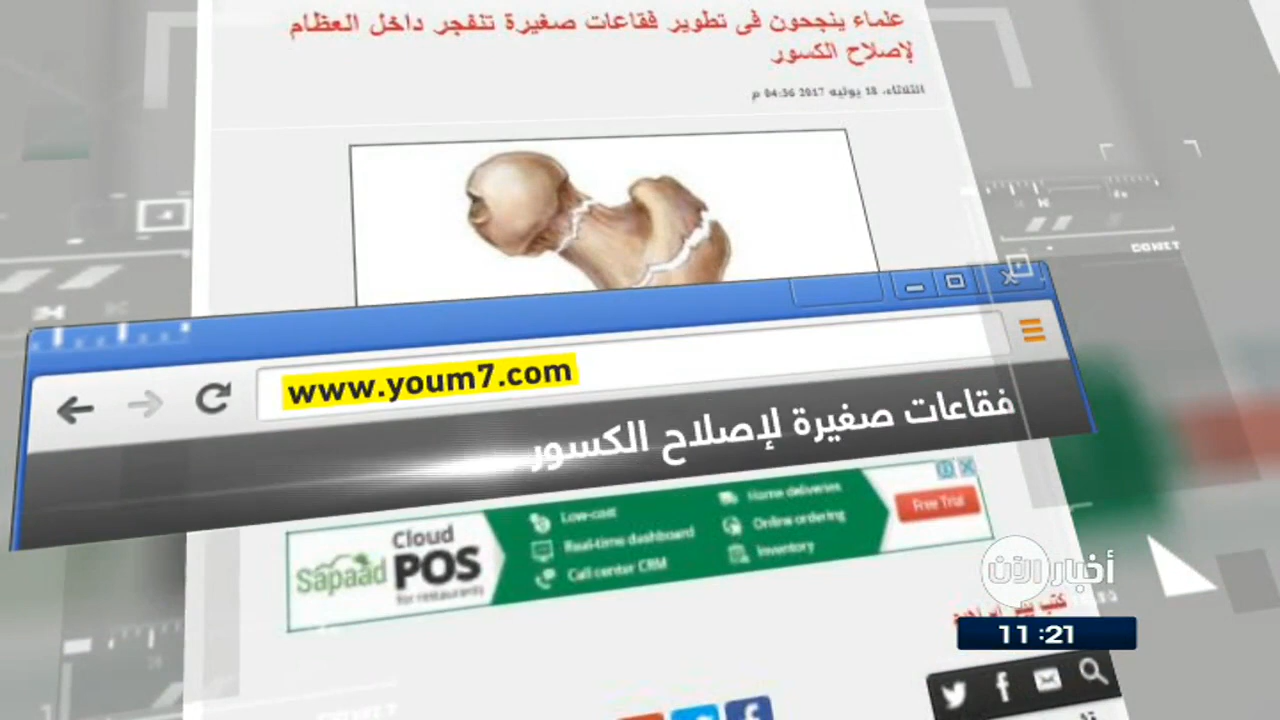 علماء ينجحون فى تطوير فقاعات صغيرة تنفجر داخل العظام
لإصلاح الكسور
الثلاثاء، 18 يوليه 2017 04:36 م
COMET
www.youm7.com
فقاعات صغيرة لإصلاح الكسور
sapaad
Cloud
POS
for restaurants
Low-cost
Real-time dashboard
Call center CRM
Home deliveries
Online ordering
Inventory
Free Trial
أخبار الآن
كتب
11:21